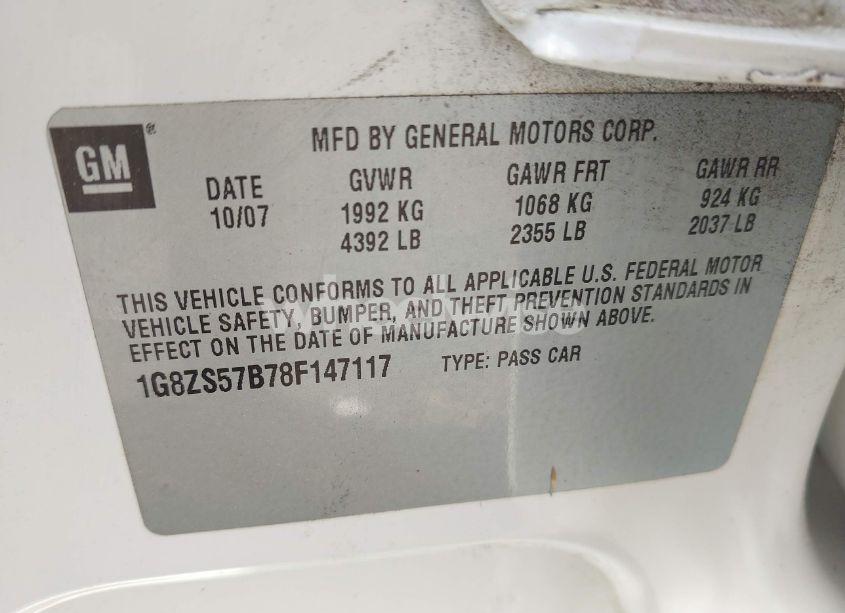 GM®
MFD BY GENERAL MOTORS CORP.
DATE GVWR GAWR FRT GAWR RR
10/07 1992 KG 1068 KG 924 KG
4392 LB 2355 LB 2037 LB
THIS VEHICLE CONFORMS TO ALL APPLICABLE U.S. FEDERAL MOTOR
VEHICLE SAFETY, BUMPER, AND THEFT PREVENTION STANDARDS IN
EFFECT ON THE DATE OF MANUFACTURE SHOWN ABOVE.
1G8ZS57B78F147117 TYPE: PASS CAR